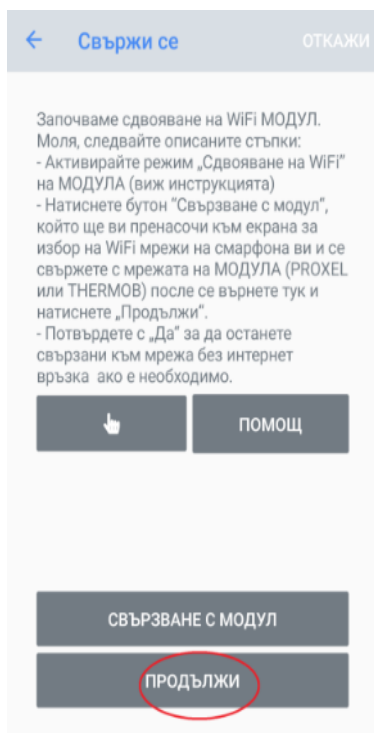 Свържи се
ОТКАЖИ
Започваме сдвояване на WiFi МОДУЛ.
Моля, следвайте описаните стъпки:
- Активирайте режим „Сдвояване на WiFi”
на МОДУЛА (виж инструкцията)
- Натиснете бутон “Свързване с модул”,
който ще ви пренасочи към екрана за
избор на WiFi мрежи на смарфона ви и се
свържете с мрежата на МОДУЛА (PROXEL
или THERMOB) после се върнете тук и
натиснете „Продължи”.
- Потвърдете с „Да” за да останете
свързани към мрежа без интернет
връзка ако е необходимо.
ПОМОЩ
СВЪРЗВАНЕ С МОДУЛ
ПРОДЪЛЖИ